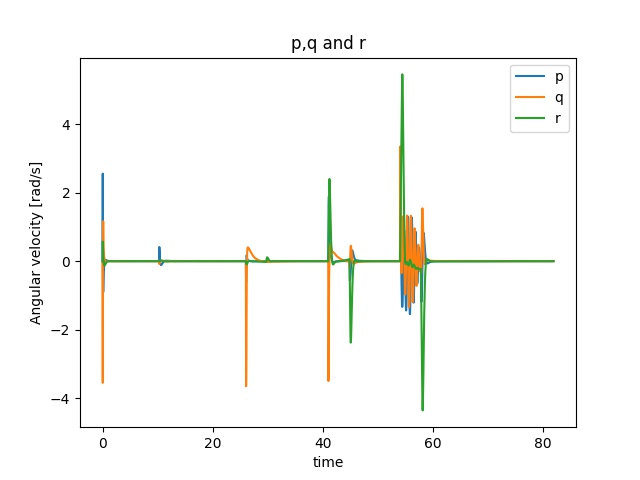 p,q and r
p
q
r
4
2
0
−2
−4
Angular velocity [rad/s]
0 20 40 60 80
time